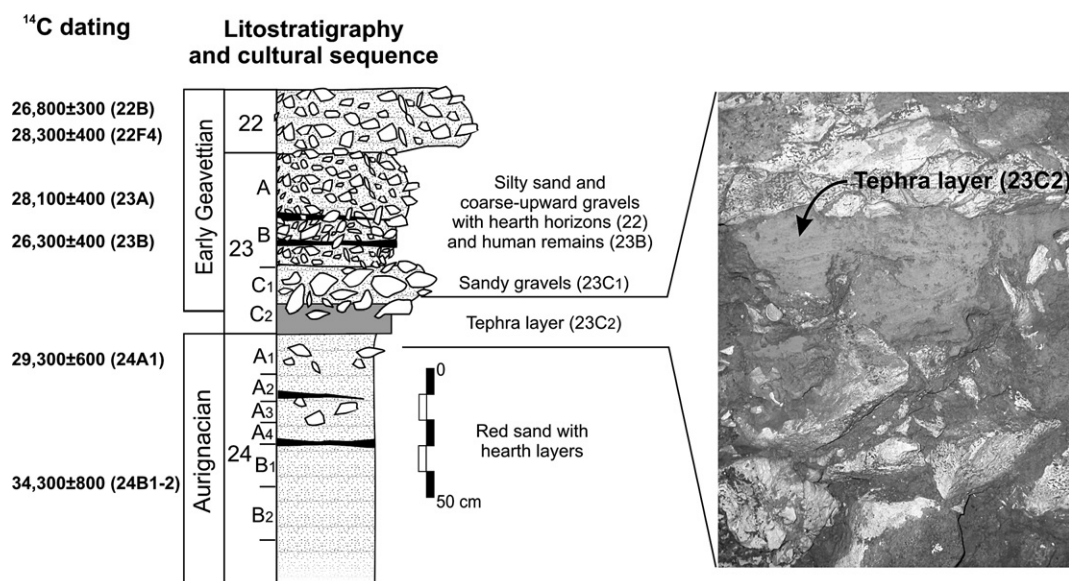 14C dating
Litostratigraphy
and cultural sequence
26,800±300 (22B)
28,300±400 (22F4)
28,100±400 (23A)
26,300±400 (23B)
29,300±600 (24A1)
34,300±800 (24B1-2)
Early Geavettian
Aurignacian
22
23
A
B
C1
C2
24
A1
A2
A3
A4
B1
B2
Silty sand and
coarse-upward gravels
with hearth horizons (22)
and human remains (23B)
Sandy gravels (23C1)
Tephra layer (23C2)
Red sand with
hearth layers
0
50 cm
Tephra layer (23C2)